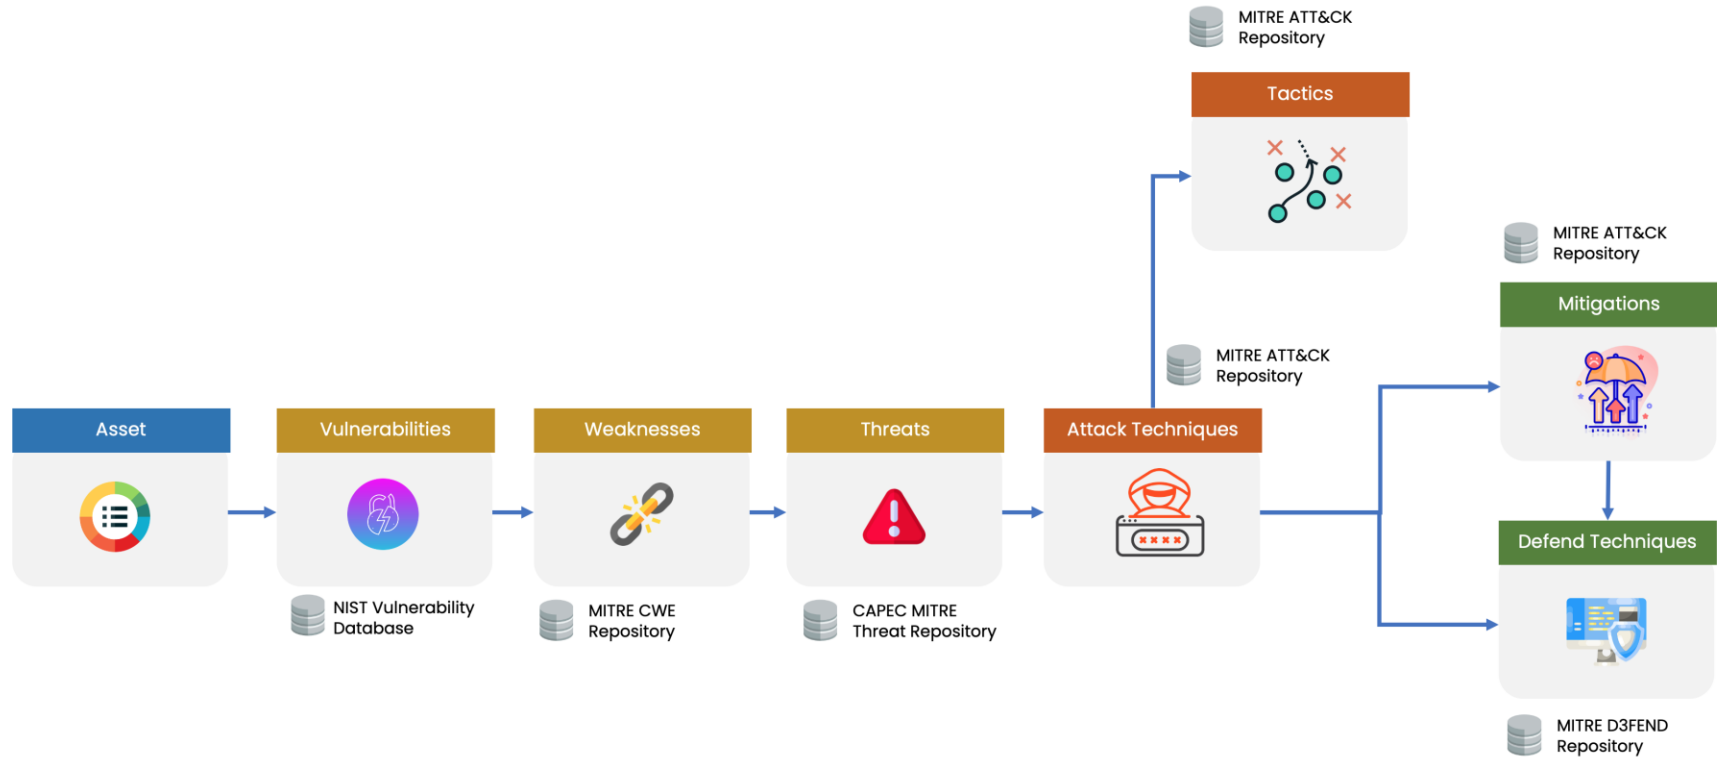 MITRE ATT&CK
Repository
Tactics
MITRE ATT&CK
Repository
Mitigations
MITRE ATT&CK
Repository
Asset
Vulnerabilities
Weaknesses
Threats
Attack Techniques
Defend Techniques
NIST Vulnerability
Database
MITRE CWE
Repository
CAPEC MITRE
Threat Repository
MITRE D3FEND
Repository